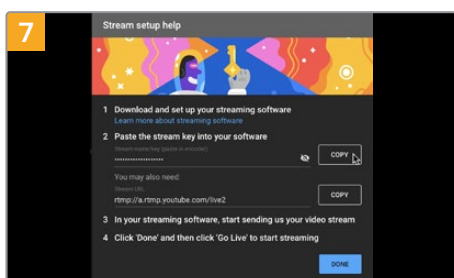 7
Stream setup help
1 Download and set up your streaming software
Learn more about streaming software
2 Paste the stream key into your software
Stream name/key (paste in encoder)
••••••••••••••••••
COPY
You may also need:
Stream URL
rtmp://a.rtmp.youtube.com/live2
COPY
3 In your streaming software, start sending us your video stream
4 Click 'Done' and then click 'Go Live' to start streaming
DONE